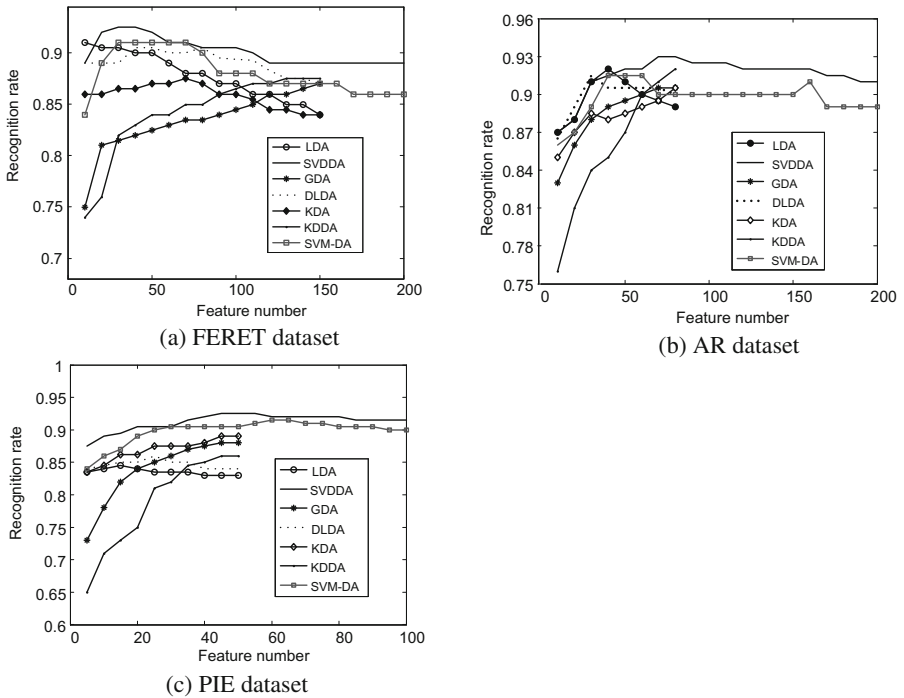 0.9
0.85
0.8
0.75
0.7
Recognition rate
LDA
SVDDA
GDA
DLDA
KDA
KDDA
SVM-DA
0 50 100 150 200
Feature number
(a) FERET dataset
0.96
0.93
0.9
0.87
0.84
0.81
0.78
0.75
Recognition rate
LDA
SVDDA
GDA
DLDA
KDA
KDDA
SVM-DA
0 50 100 150 200
Feature number
(b) AR dataset
1
0.95
0.9
0.85
0.8
0.75
0.7
0.65
0.6
Recognition rate
LDA
SVDDA
GDA
DLDA
KDA
KDDA
SVM-DA
0 20 40 60 80 100
Feature number
(c) PIE dataset